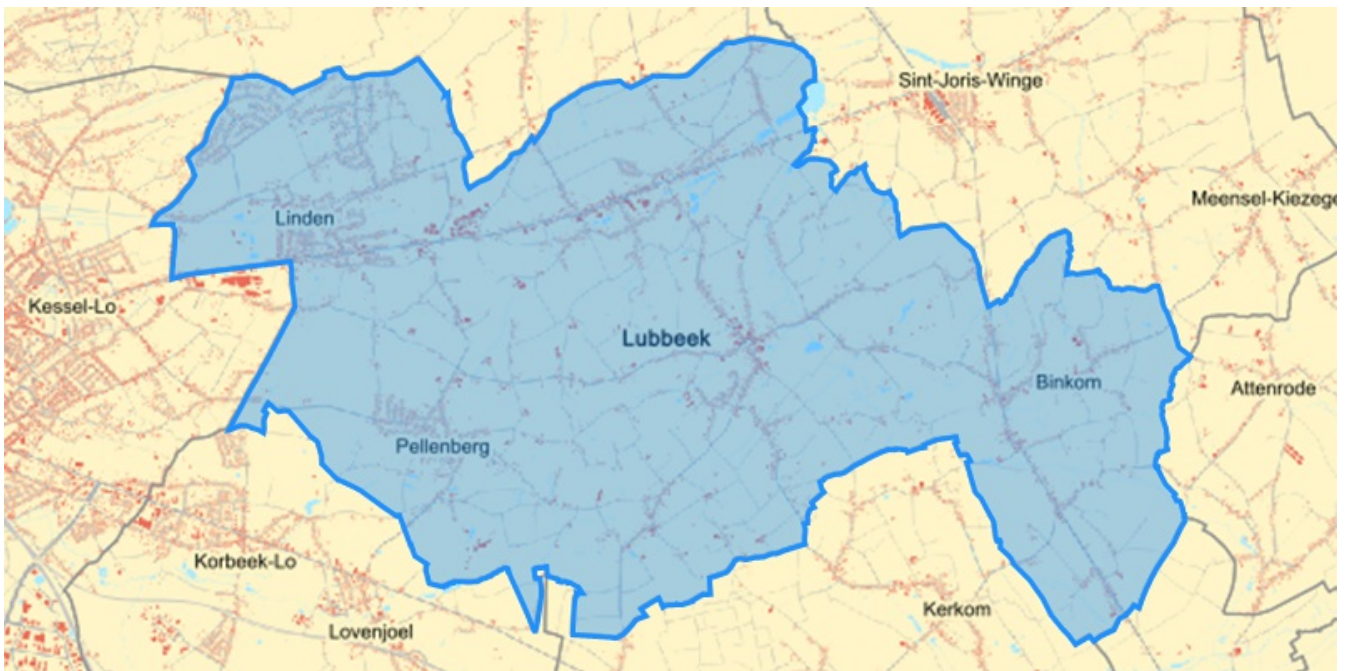 Sint-Joris-Winge
Meensel-Kiezege
Linden
Kessel-Lo
Lubbeek
Binkom
Attenrode
Pellenberg
Korbeek-Lo
Kerkom
Lovenjoel